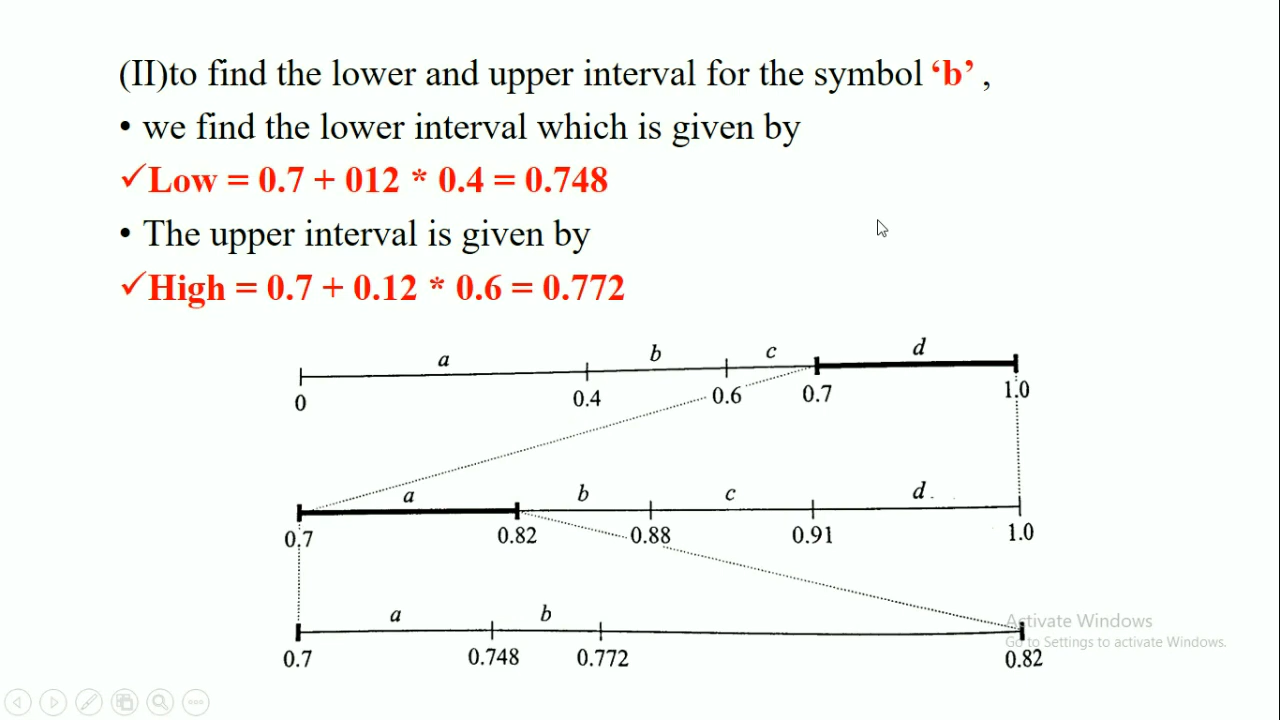 (II)to find the lower and upper interval for the symbol ‘b’ ,
• we find the lower interval which is given by
✓Low = 0.7 + 012 * 0.4 = 0.748
• The upper interval is given by
✓High = 0.7 + 0.12 * 0.6 = 0.772
a b c d
0 0.4 0.6 0.7 1.0
a b c d
0.7 0.82 0.88 0.91 1.0
a b
0.7 0.748 0.772 0.82
Activate Windows
Go to Settings to activate Windows.